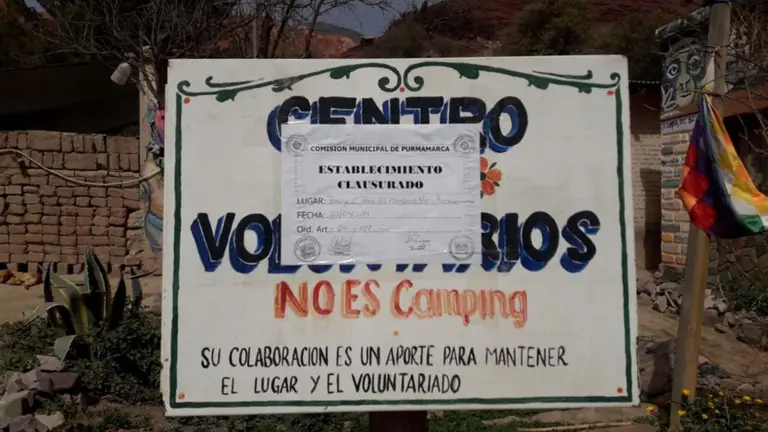 CENTRO
COMISION MUNICIPAL DE PURMAMARCA
ESTABLECIMIENTO
CLAUSURADO
LUGAR:
FECHA:
Ord. Art.:
NO ES Camping
SU COLABORACION ES UN APORTE PARA MANTENER
EL LUGAR Y EL VOLUNTARIADO